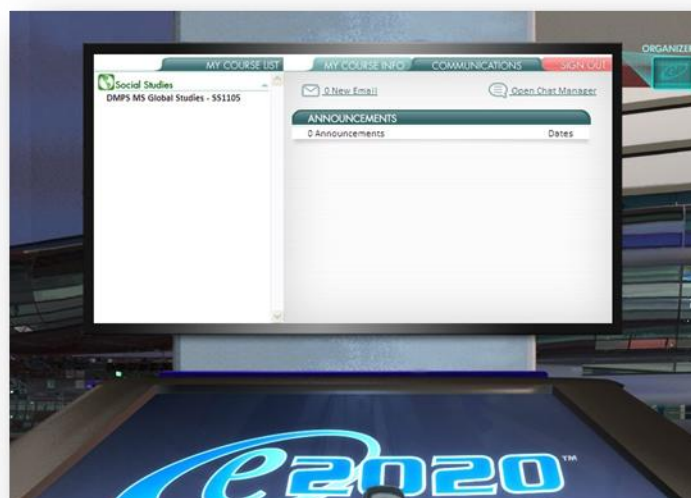 ORGANIZER
MY COURSE LIST
MY COURSE INFO
COMMUNICATIONS
SIGN OUT
Social Studies
DMPS MS Global Studies - SS1105
0 New Email
Open Chat Manager
ANNOUNCEMENTS
0 Announcements Dates
e2020™